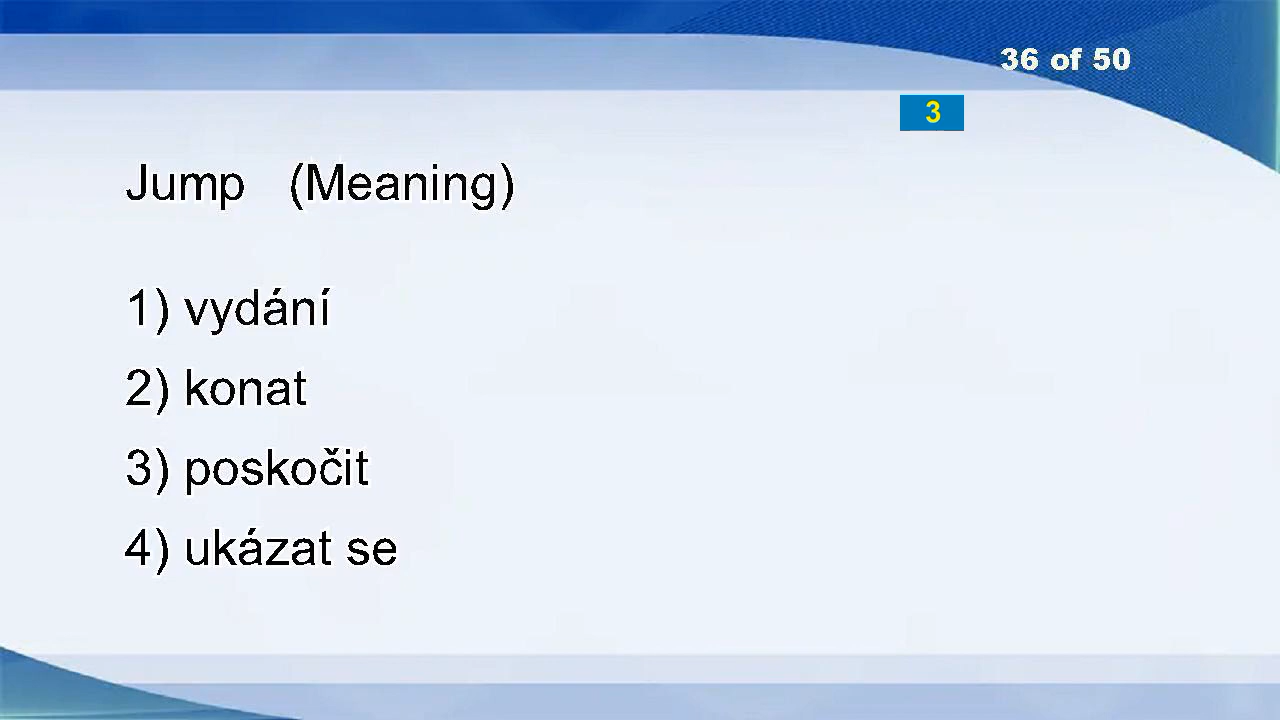 36 of 50
3
Jump (Meaning)
1) vydání
2) konat
3) poskočit
4) ukázat se